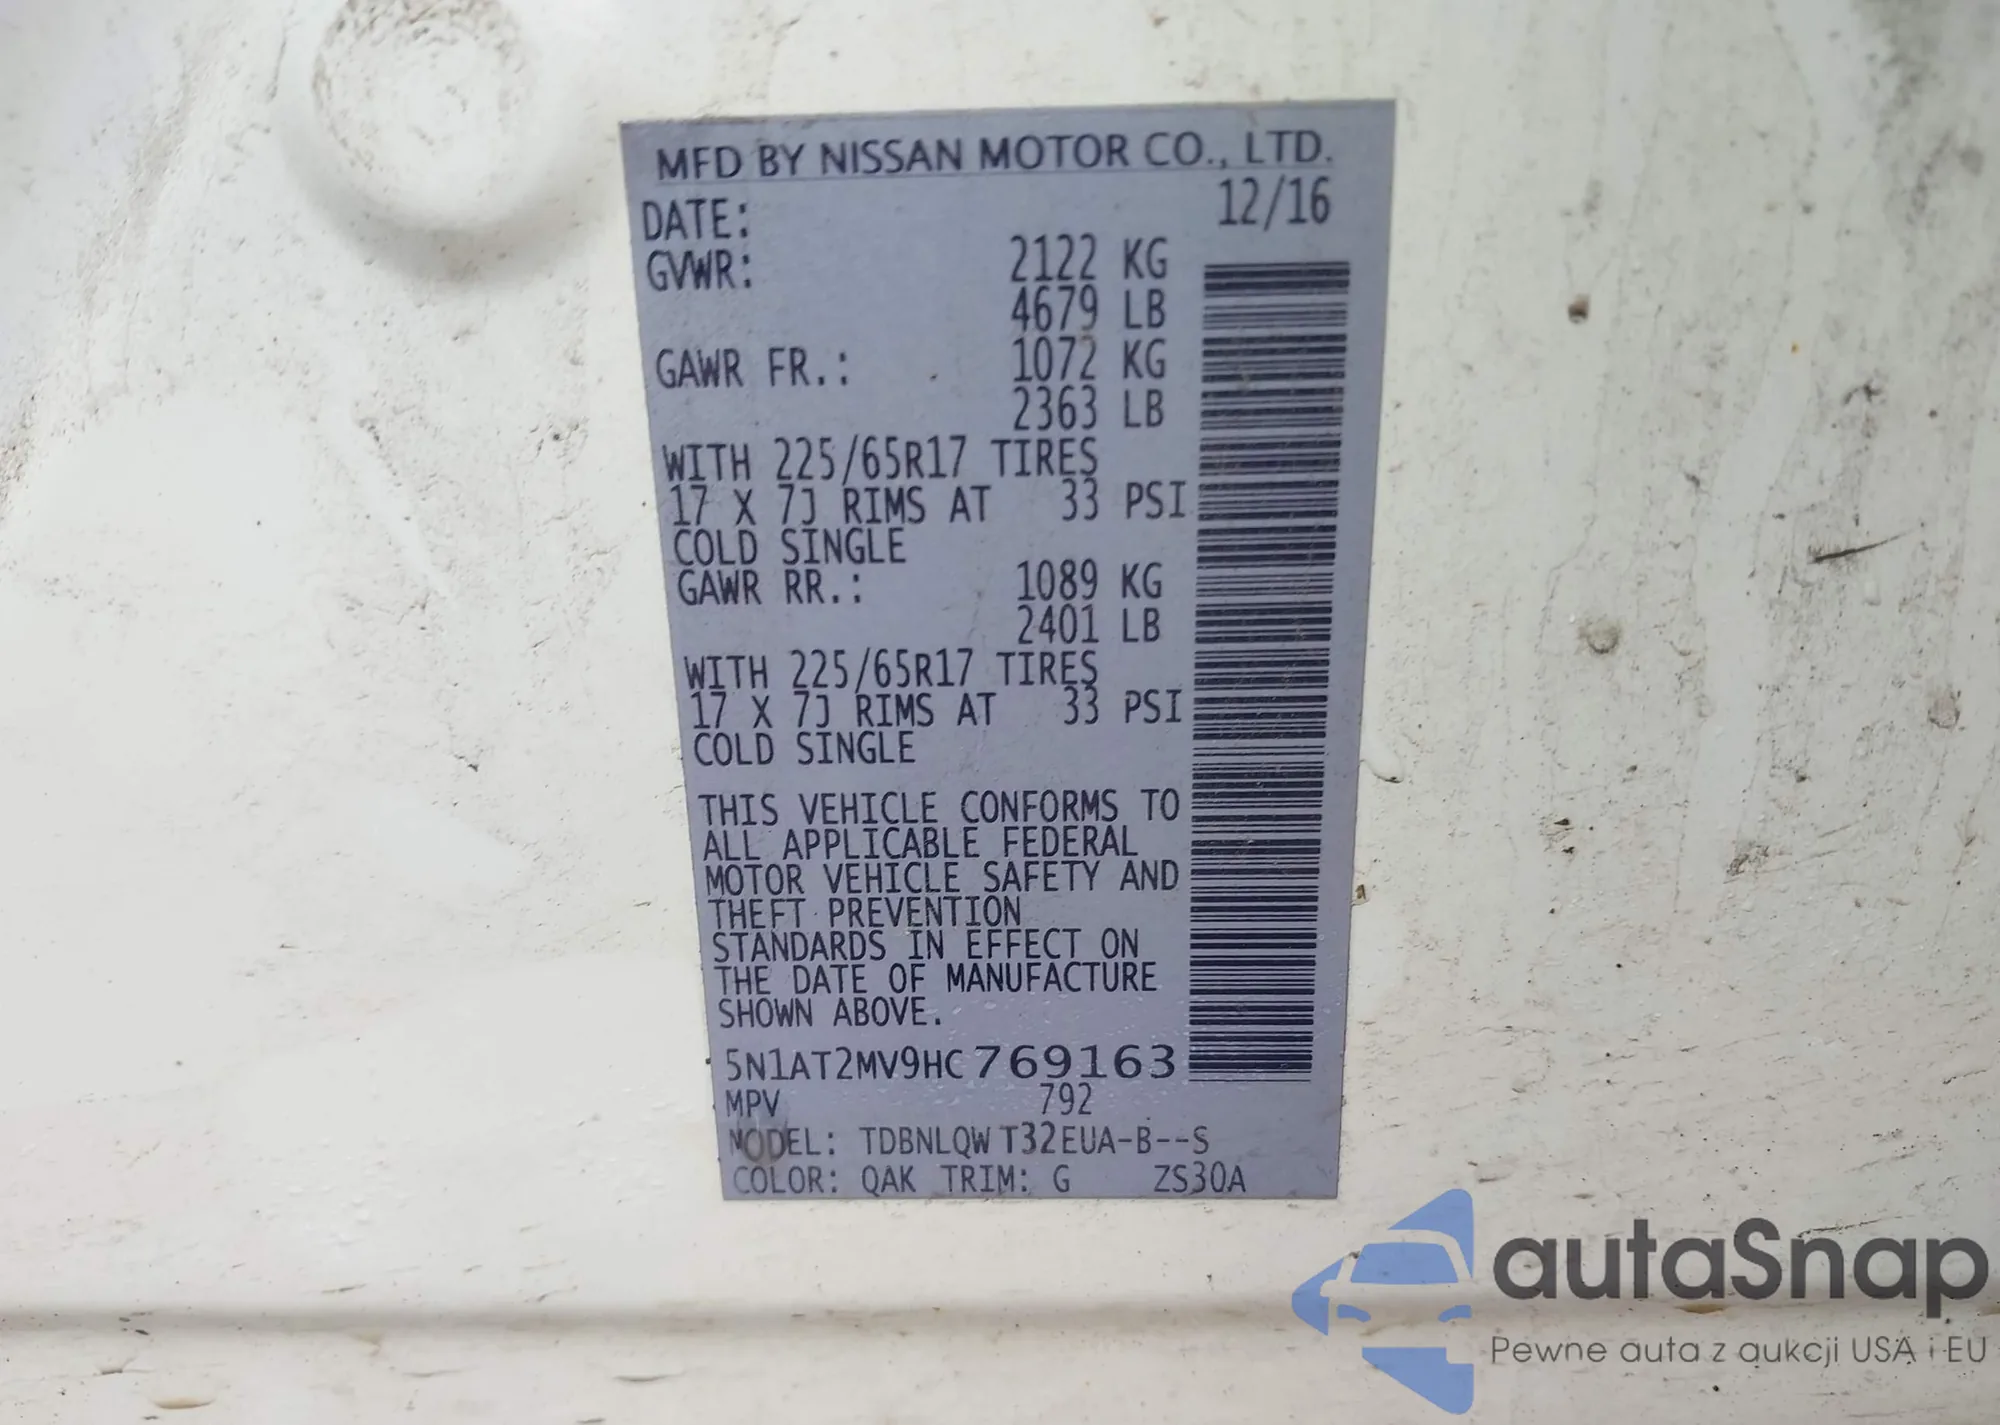 MFD BY NISSAN MOTOR CO., LTD.
DATE: 12/16
GVWR: 2122 KG
4679 LB
GAWR FR.: 1072 KG
2363 LB
WITH 225/65R17 TIRES
17 X 7J RIMS AT 33 PSI
COLD SINGLE
GAWR RR.: 1089 KG
2401 LB
WITH 225/65R17 TIRES
17 X 7J RIMS AT 33 PSI
COLD SINGLE
THIS VEHICLE CONFORMS TO
ALL APPLICABLE FEDERAL
MOTOR VEHICLE SAFETY AND
THEFT PREVENTION
STANDARDS IN EFFECT ON
THE DATE OF MANUFACTURE
SHOWN ABOVE.
5N1AT2MV9HC769163
MPV 792
MODEL: TDBNLQW T32EUA-B--S
COLOR: QAK TRIM: G ZS30A
autaSnap
Pewne auta z aukcji USA i EU